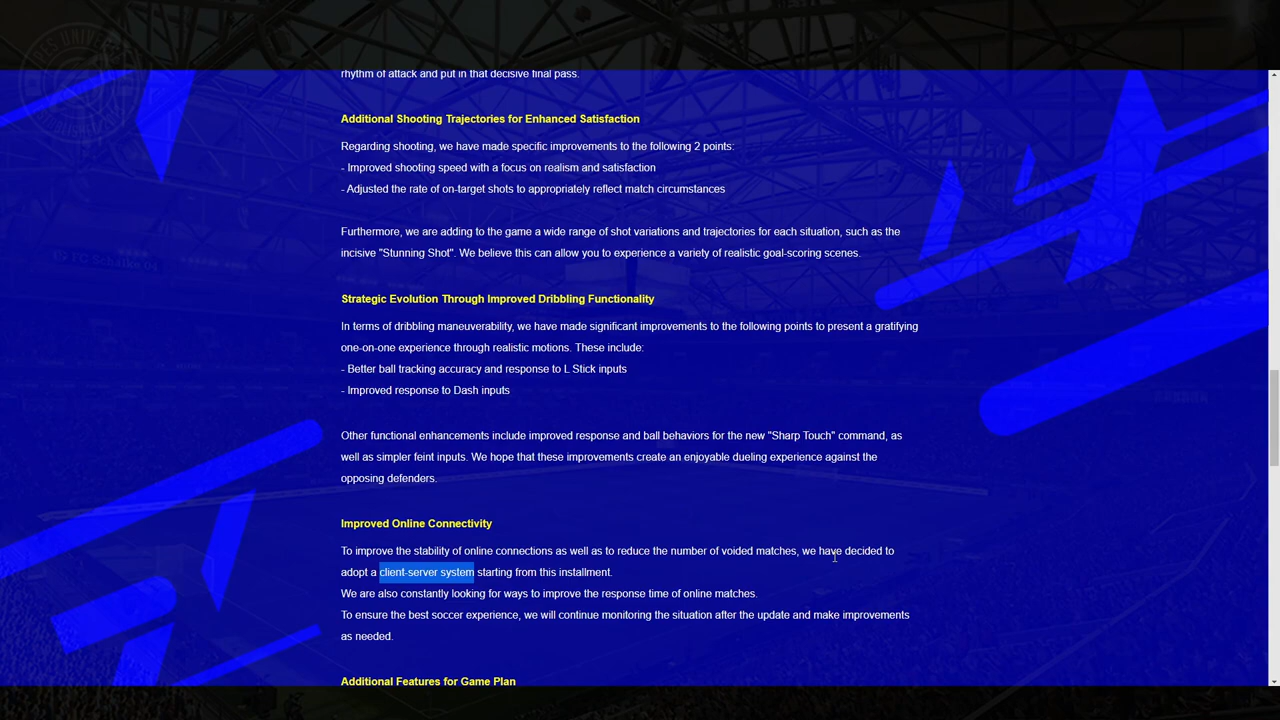 rhythm of attack and put in that decisive final pass.
Additional Shooting Trajectories for Enhanced Satisfaction
Regarding shooting, we have made specific improvements to the following 2 points:
- Improved shooting speed with a focus on realism and satisfaction
- Adjusted the rate of on-target shots to appropriately reflect match circumstances
Furthermore, we are adding to the game a wide range of shot variations and trajectories for each situation, such as the
incisive "Stunning Shot". We believe this can allow you to experience a variety of realistic goal-scoring scenes.
Strategic Evolution Through Improved Dribbling Functionality
In terms of dribbling maneuverability, we have made significant improvements to the following points to present a gratifying
one-on-one experience through realistic motions. These include:
- Better ball tracking accuracy and response to L Stick inputs
- Improved response to Dash inputs
Other functional enhancements include improved response and ball behaviors for the new "Sharp Touch" command, as
well as simpler feint inputs. We hope that these improvements create an enjoyable dueling experience against the
opposing defenders.
Improved Online Connectivity
To improve the stability of online connections as well as to reduce the number of voided matches, we have decided to
adopt a client-server system starting from this installment.
We are also constantly looking for ways to improve the response time of online matches.
To ensure the best soccer experience, we will continue monitoring the situation after the update and make improvements
as needed.
Additional Features for Game Plan